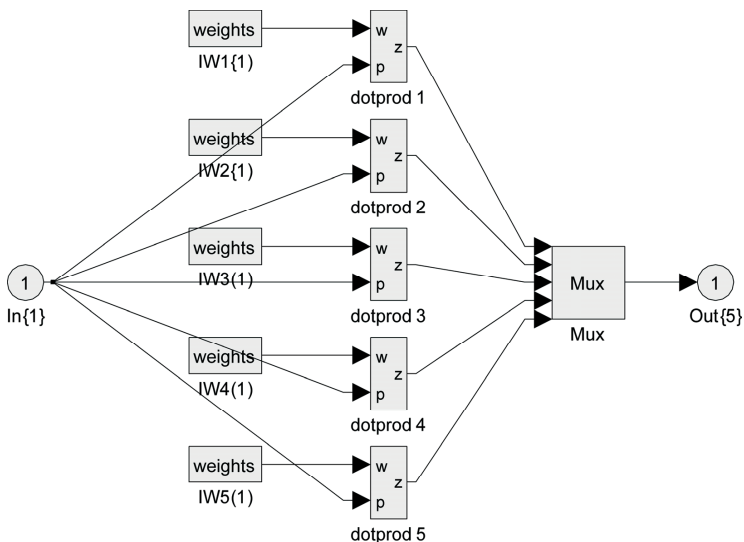 weights
w
z
p
IW1{1)
dotprod 1
weights
w
z
p
IW2{1)
dotprod 2
weights
w
z
p
IW3(1)
dotprod 3
1
In{1}
Mux
Mux
1
Out{5}
weights
w
z
p
IW4(1)
dotprod 4
weights
w
z
p
IW5(1)
dotprod 5